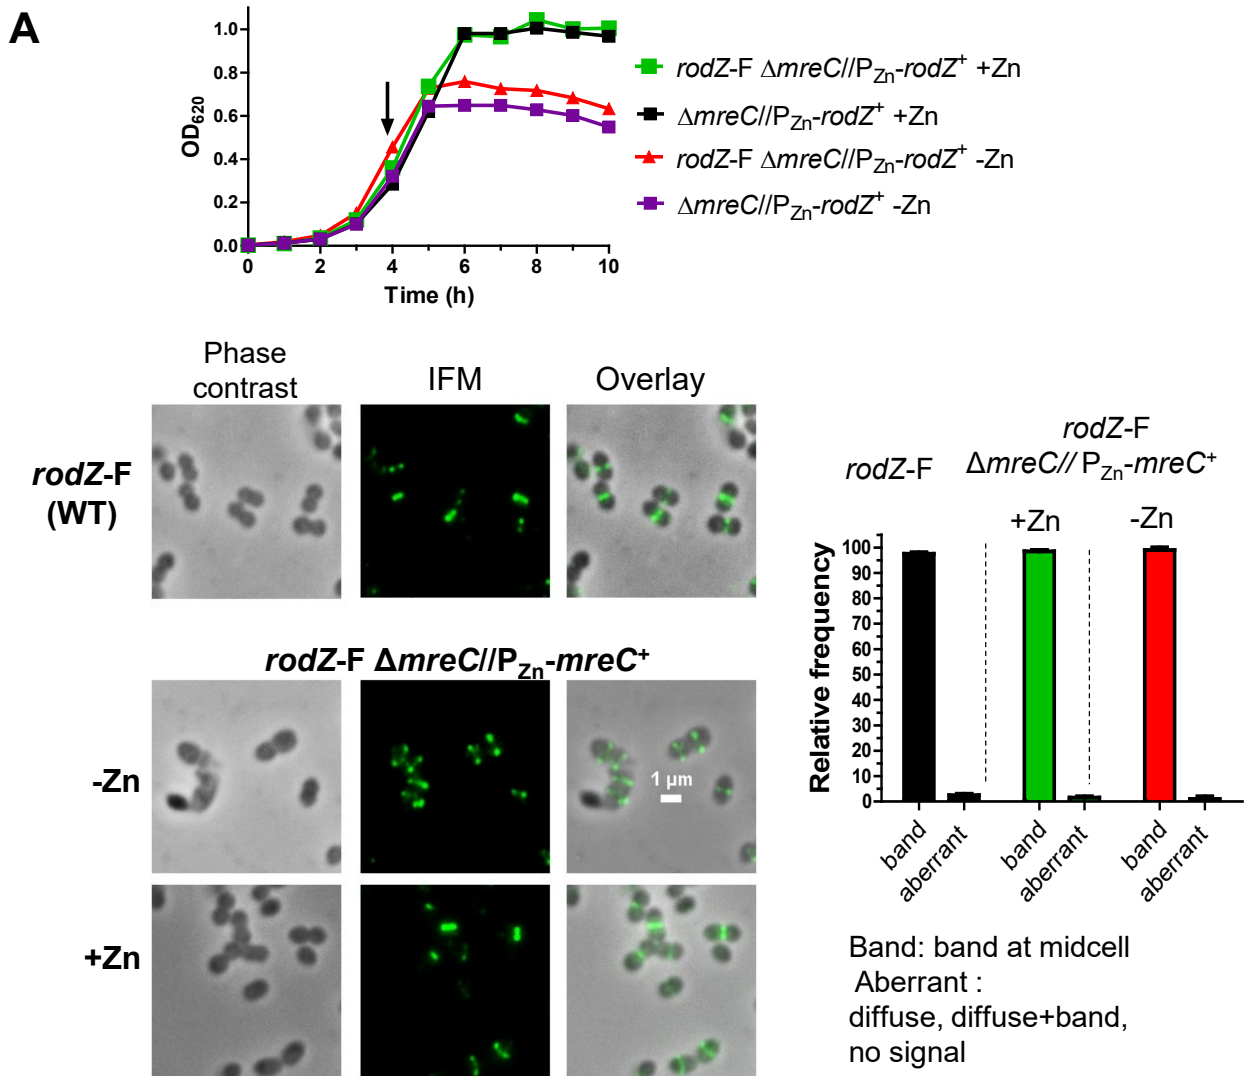 A
OD620
1.0
0.8
0.6
0.4
0.2
0.0
0 2 4 6 8 10
Time (h)
rodZ-F ΔmreC//PZn-rodZ+ +Zn
ΔmreC//PZn-rodZ+ +Zn
rodZ-F ΔmreC//PZn-rodZ+ -Zn
ΔmreC//PZn-rodZ+ -Zn
Phase
contrast
IFM
Overlay
rodZ-F
(WT)
rodZ-F ΔmreC//PZn-mreC+
-Zn
1 µm
+Zn
rodZ-F
rodZ-F
ΔmreC// PZn-mreC+
+Zn
-Zn
Relative frequency
100
90
80
70
60
50
40
30
20
10
0
band
aberrant
band
aberrant
band
aberrant
Band: band at midcell
Aberrant :
diffuse, diffuse+band,
no signal